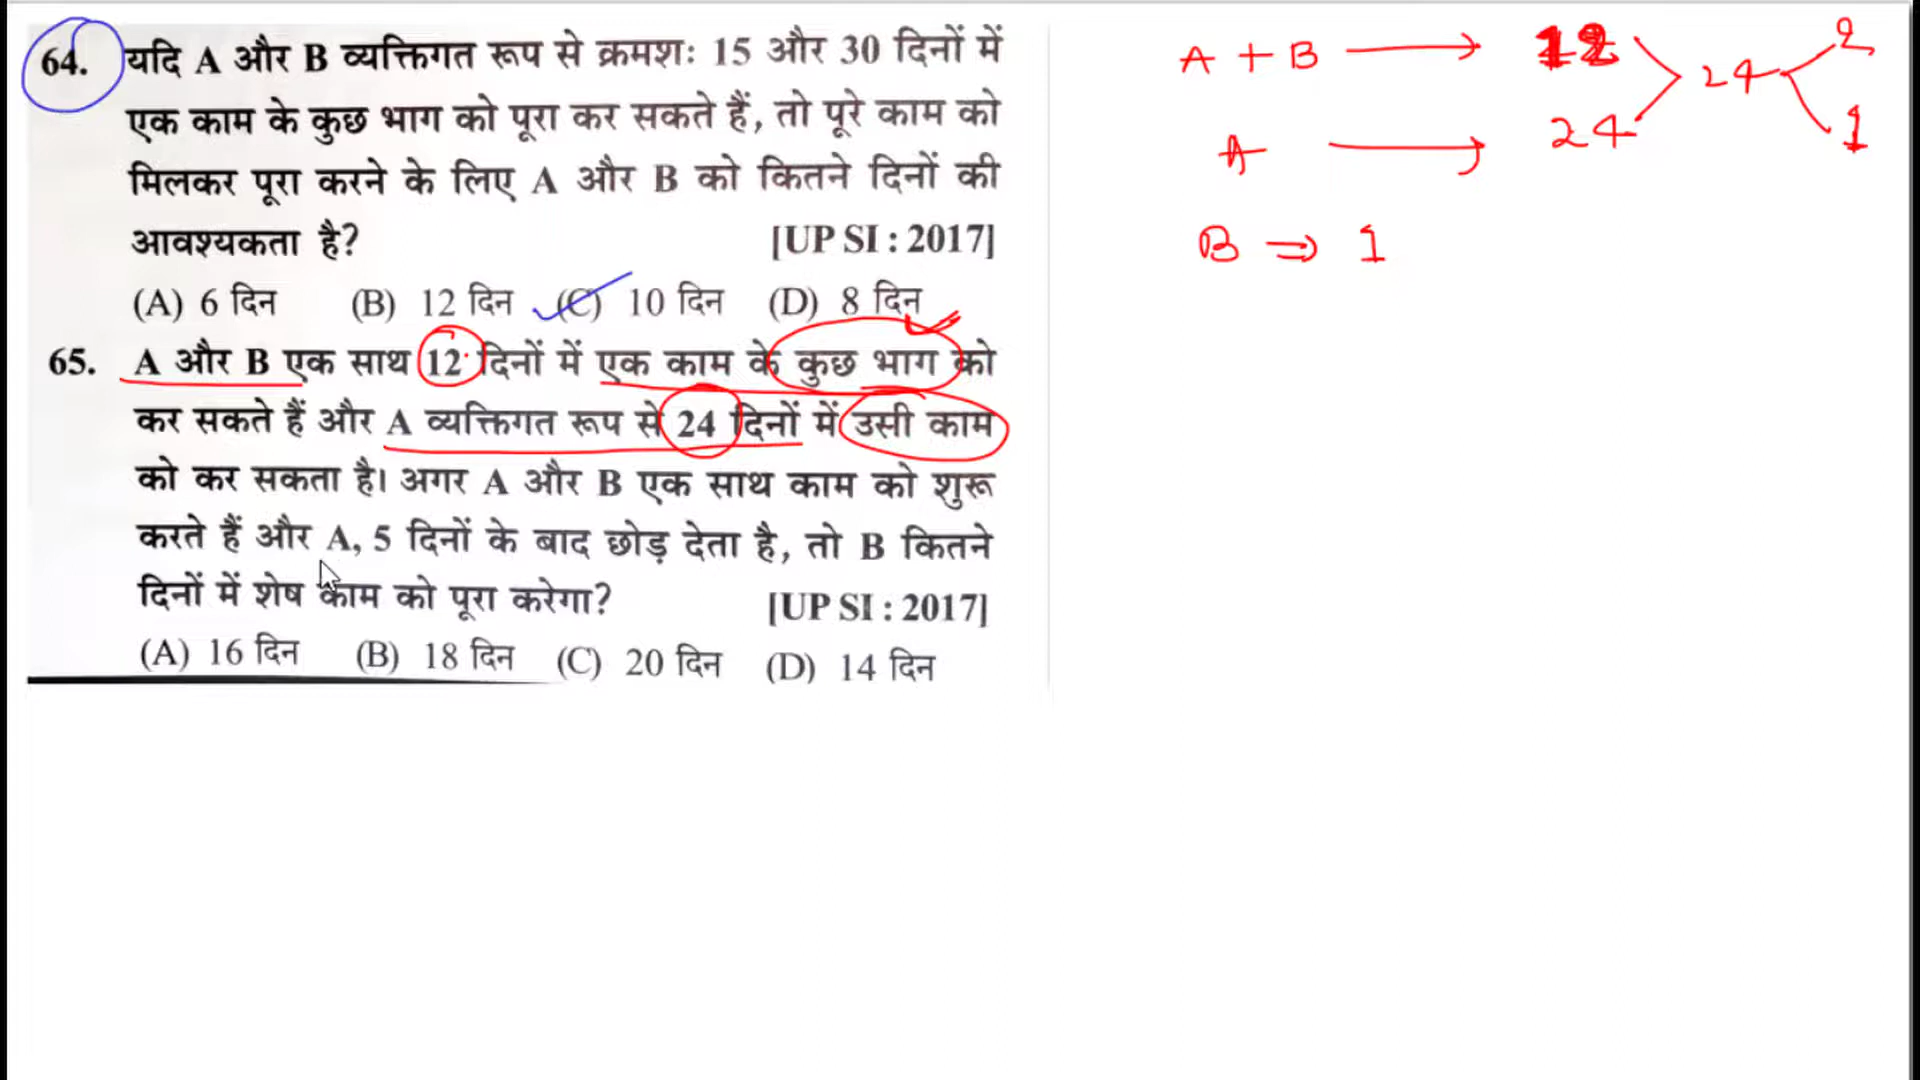 64. यदि A और B व्यक्तिगत रूप से क्रमशः 15 और 30 दिनों में
एक काम के कुछ भाग को पूरा कर सकते हैं, तो पूरे काम को
मिलकर पूरा करने के लिए A और B को कितने दिनों की
आवश्यकता है? [UP SI : 2017]
(A) 6 दिन (B) 12 दिन (C) 10 दिन (D) 8 दिन
65. A और B एक साथ 12 दिनों में एक काम के कुछ भाग को
कर सकते हैं और A व्यक्तिगत रूप से 24 दिनों में उसी काम
को कर सकता है। अगर A और B एक साथ काम को शुरू
करते हैं और A, 5 दिनों के बाद छोड़ देता है, तो B कितने
दिनों में शेष काम को पूरा करेगा? [UP SI : 2017]
(A) 16 दिन (B) 18 दिन (C) 20 दिन (D) 14 दिन
A + B → 12 24 2
A → 24 1
B ⇒ 1